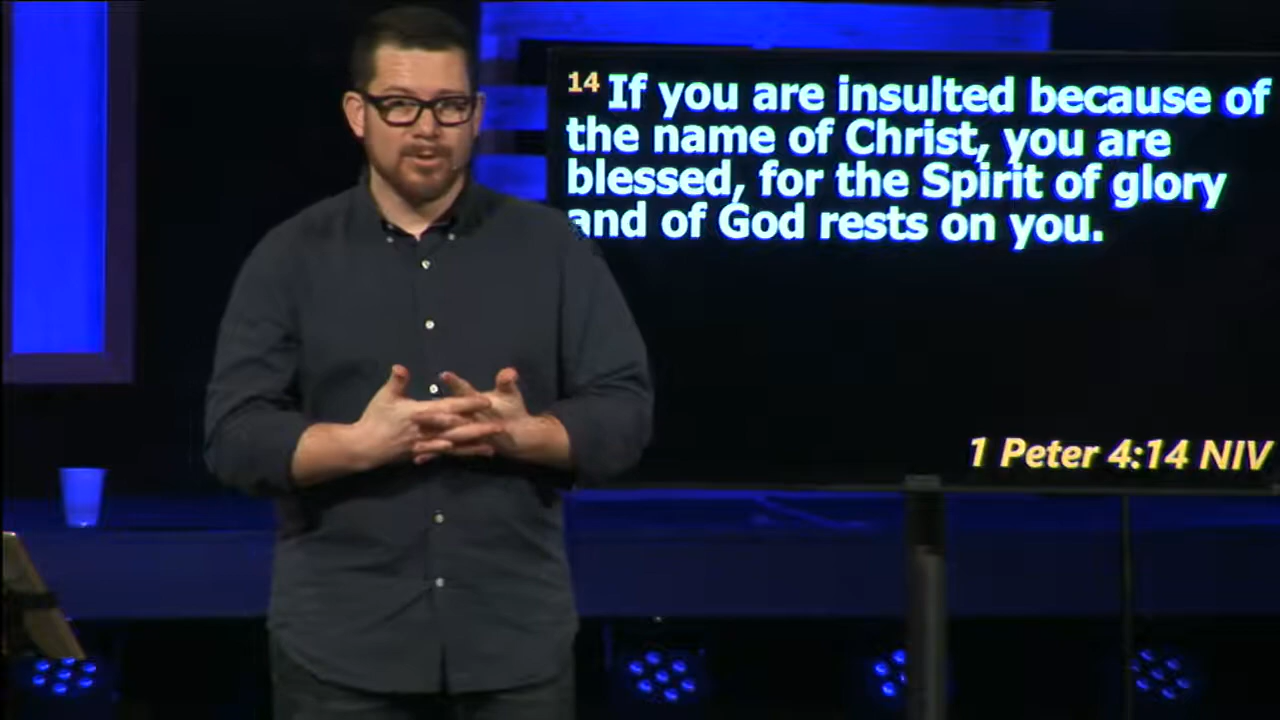 14 If you are insulted because of
the name of Christ, you are
blessed, for the Spirit of glory
and of God rests on you.
1 Peter 4:14 NIV